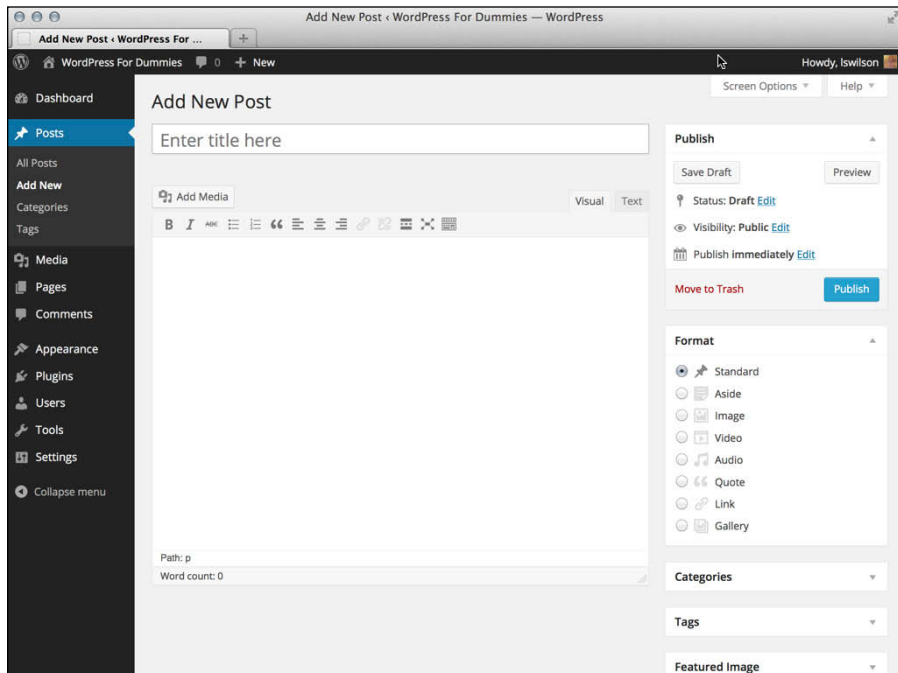 Add New Post ‹ WordPress For Dummies — WordPress
Add New Post ‹ WordPress For ...
WordPress For Dummies 0 + New
Howdy, lswilson
Screen Options
Help
Dashboard
Posts
All Posts
Add New
Categories
Tags
Media
Pages
Comments
Appearance
Plugins
Users
Tools
Settings
Collapse menu
Add New Post
Enter title here
Add Media
Visual
Text
B I ABC
Path: p
Word count: 0
Publish
Save Draft
Preview
Status: Draft Edit
Visibility: Public Edit
Publish immediately Edit
Move to Trash
Publish
Format
Standard
Aside
Image
Video
Audio
Quote
Link
Gallery
Categories
Tags
Featured Image